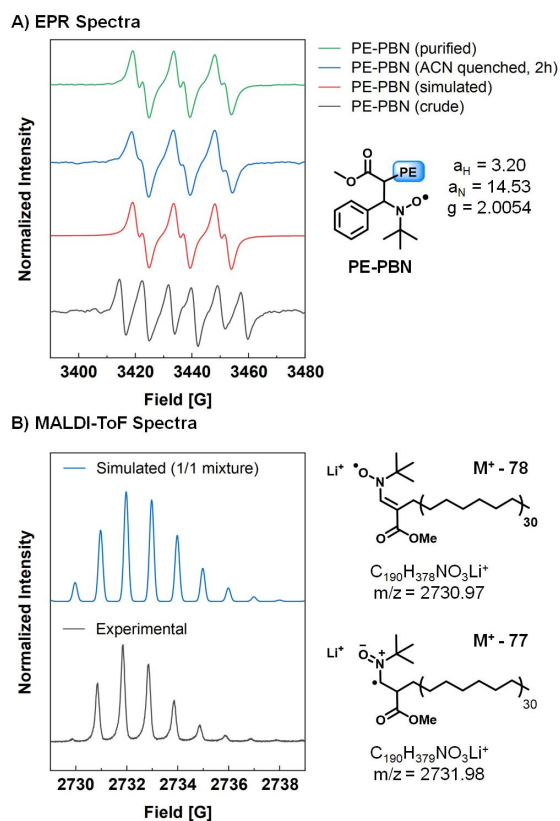 A) EPR Spectra
PE-PBN (purified)
PE-PBN (ACN quenched, 2h)
PE-PBN (simulated)
PE-PBN (crude)
Normalized Intensity
3400 3420 3440 3460 3480
Field [G]
O
O
PE
N
O•
PE-PBN
aH = 3.20
aN = 14.53
g = 2.0054
B) MALDI-ToF Spectra
Simulated (1/1 mixture)
Experimental
Normalized Intensity
2730 2732 2734 2736 2738
Field [G]
Li+
•O
N
M+ - 78
30
O
OMe
C190H378NO3Li+
m/z = 2730.97
M+ - 77
Li+
−
O
+
N
•
30
O
OMe
C190H379NO3Li+
m/z = 2731.98